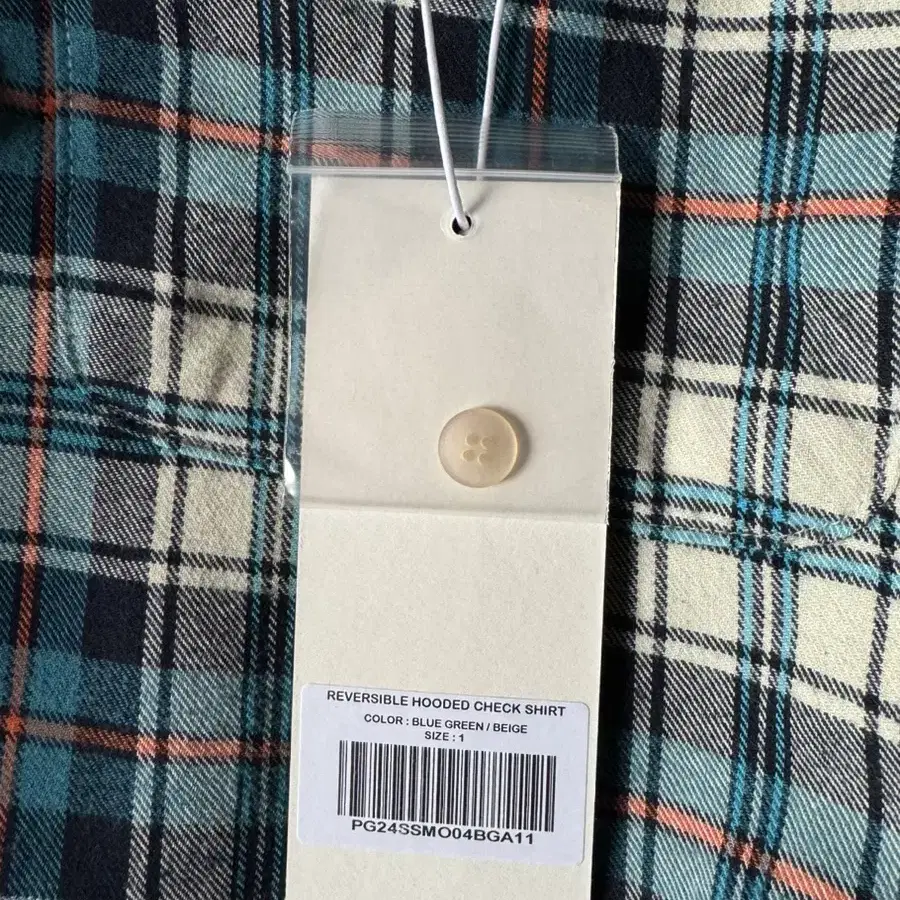 REVERSIBLE HOODED CHECK SHIRT
COLOR : BLUE GREEN / BEIGE
SIZE : 1
PG24SSMO04BGA11